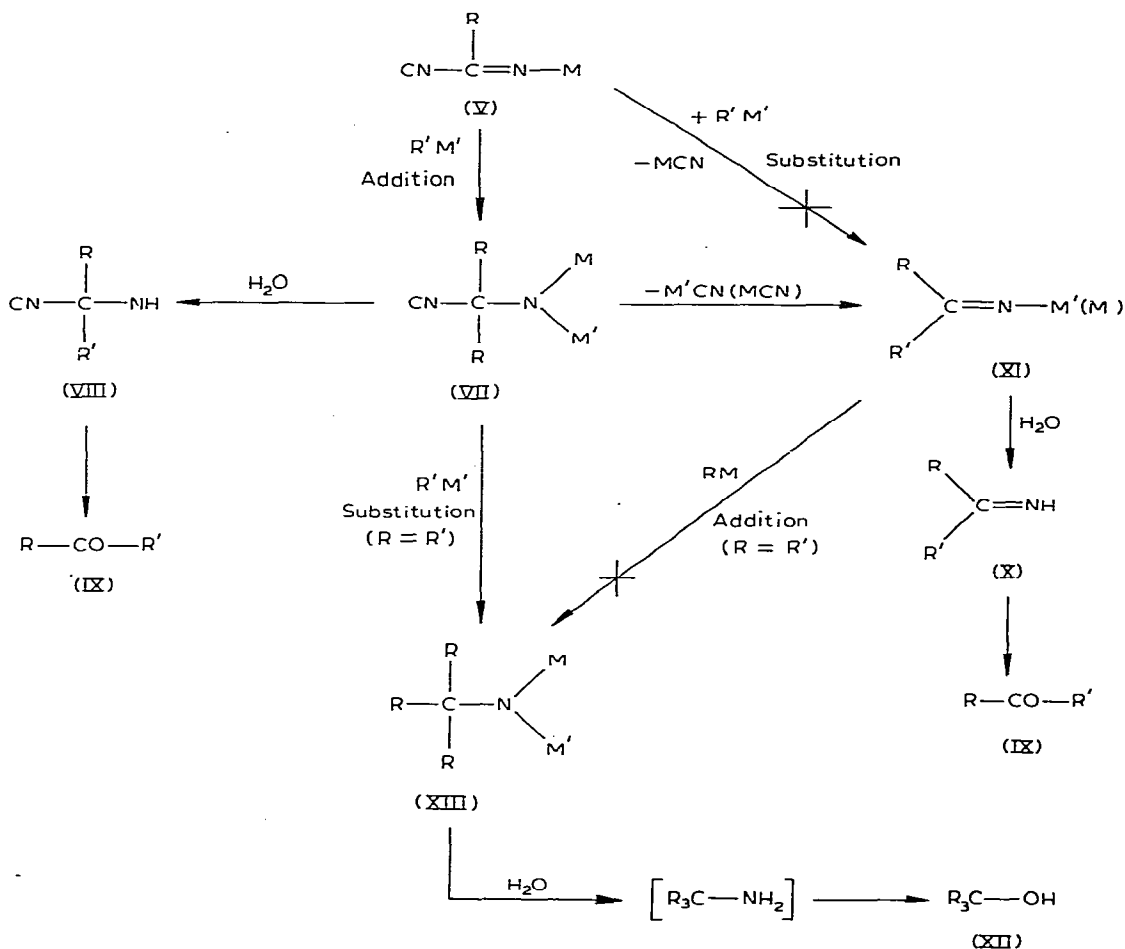 R
CN—C=N—M
(V)
R′M′
Addition
+ R′M′
—MCN
Substitution
R
CN—C—NH
R′
(VIII)
H₂O
R
CN—C—N
M
M′
R
(VII)
—M′CN(MCN)
R
C=N—M′(M)
R′
(XI)
H₂O
R—CO—R′
(IX)
R′M′
Substitution
(R = R′)
RM
Addition
(R = R′)
R
C=NH
R′
(X)
R
R—C—N
M
M′
R
(XIII)
R—CO—R′
(IX)
H₂O
[R₃C—NH₂]
R₃C—OH
(XII)